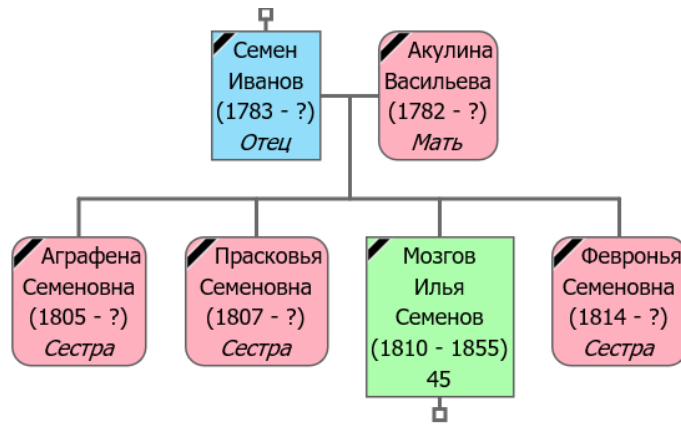 Семен
Иванов
(1783 - ?)
Отец
Акулина
Васильева
(1782 - ?)
Мать
Аграфена
Семеновна
(1805 - ?)
Сестра
Прасковья
Семеновна
(1807 - ?)
Сестра
Мозгов
Илья
Семенов
(1810 - 1855)
45
Февронья
Семеновна
(1814 - ?)
Сестра